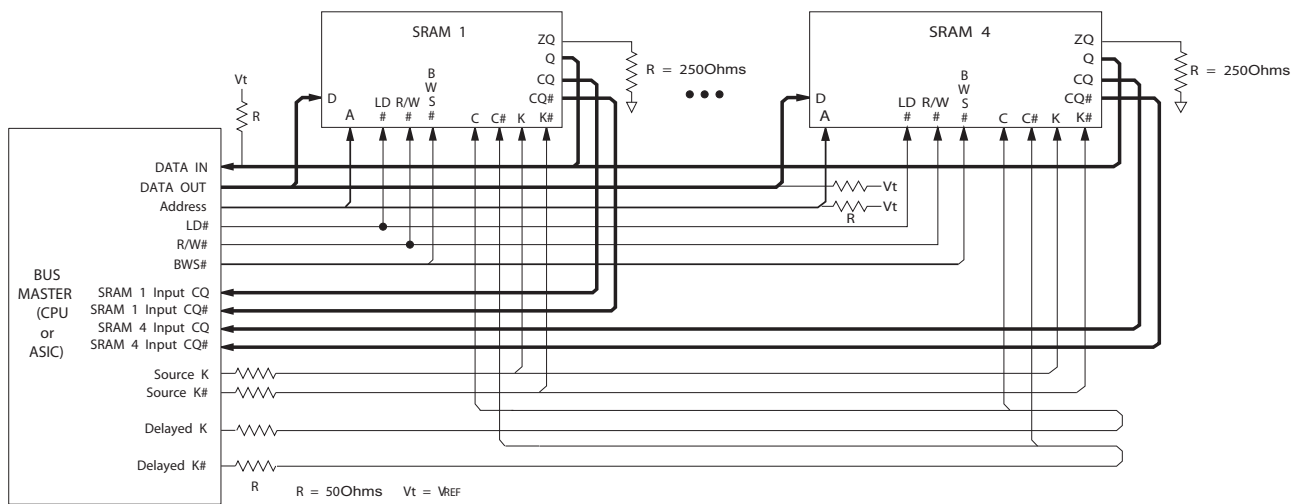 SRAM 1
ZQ
Q
CQ
CQ#
D
A
LD
#
R/W
#
B
W
S
#
C
C#
K
K#
R = 250Ohms
SRAM 4
ZQ
Q
CQ
CQ#
D
A
LD
#
R/W
#
B
W
S
#
C
C#
K
K#
R = 250Ohms
Vt
R
DATA IN
DATA OUT
Vt
Address
R
Vt
LD#
R/W#
BWS#
BUS
MASTER
(CPU
or
ASIC)
SRAM 1 Input CQ
SRAM 1 Input CQ#
SRAM 4 Input CQ
SRAM 4 Input CQ#
Source K
Source K#
Delayed K
Delayed K#
R
R = 50Ohms Vt = VREF